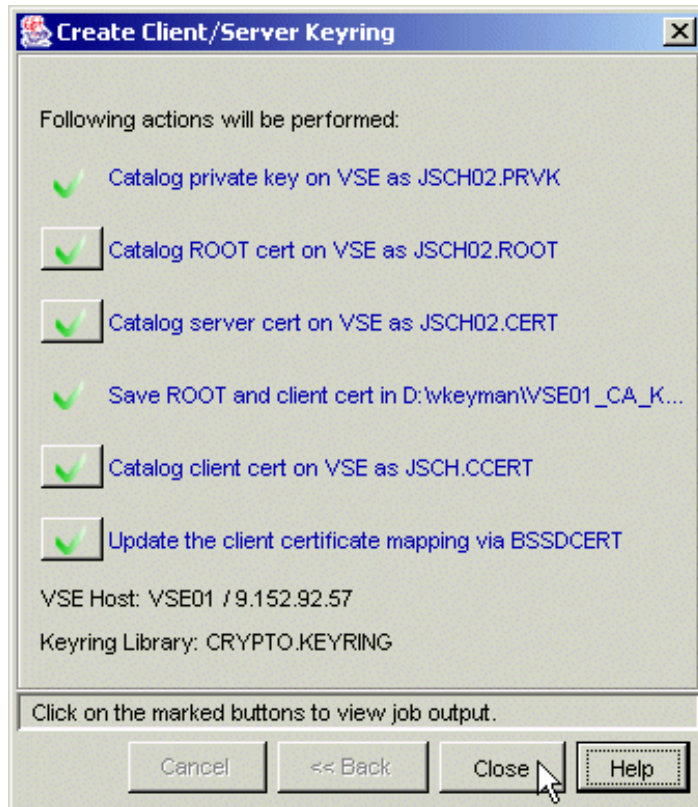 Create Client/Server Keyring
Following actions will be performed:
Catalog private key on VSE as JSCH02.PRVK
Catalog ROOT cert on VSE as JSCH02.ROOT
Catalog server cert on VSE as JSCH02.CERT
Save ROOT and client cert in D:\vkeyman\VSE01_CA_K...
Catalog client cert on VSE as JSCH.CCERT
Update the client certificate mapping via BSSDCERT
VSE Host: VSE01 / 9.152.92.57
Keyring Library: CRYPTO.KEYRING
Click on the marked buttons to view job output.
Cancel << Back Close Help